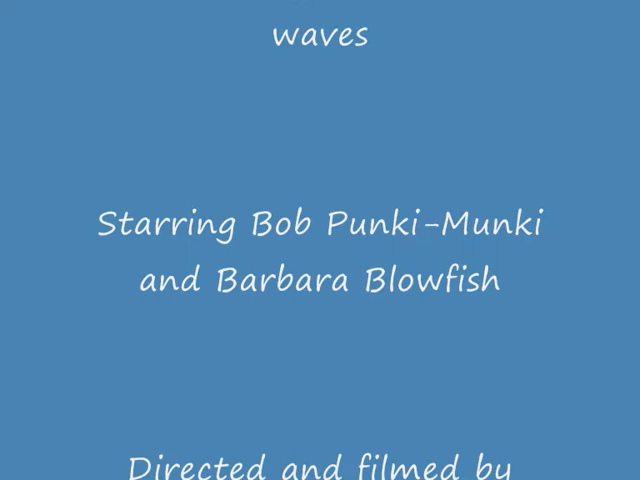 waves
Starring Bob Punki-Munki
and Barbara Blowfish
Directed and filmed by